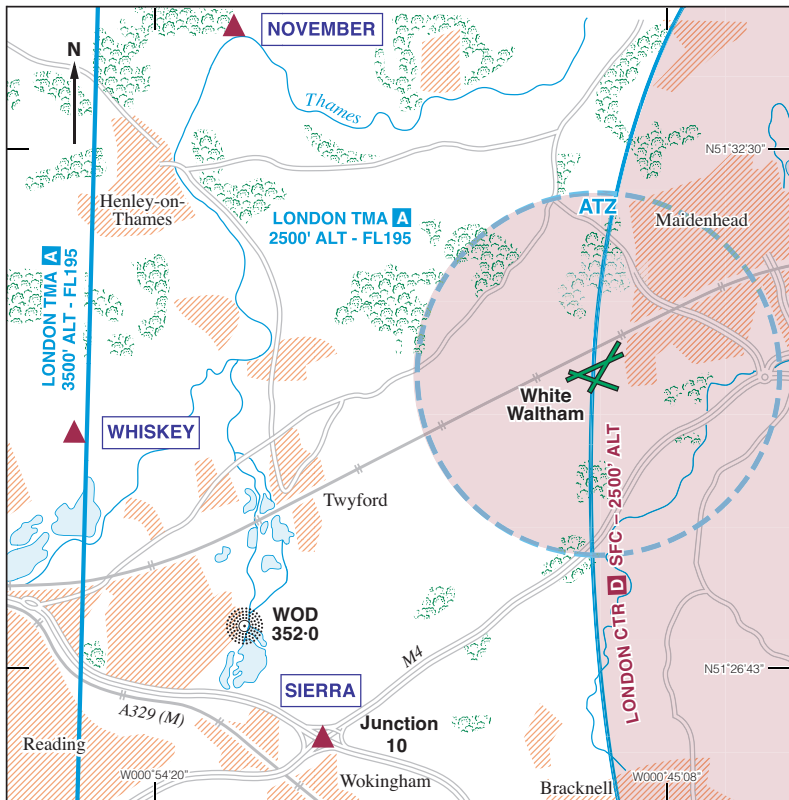 NOVEMBER
N
Thames
N51°32'30"
Henley-on-
Thames
LONDON TMA A
2500' ALT - FL195
ATZ
Maidenhead
LONDON TMA A
3500' ALT - FL195
White
Waltham
WHISKEY
Twyford
LONDON CTR D SFC – 2500' ALT
WOD
352·0
M4
N51°26'43"
SIERRA
A329 (M)
Junction
10
Reading
W000°54'20"
Wokingham
Bracknell
W000°45'08"